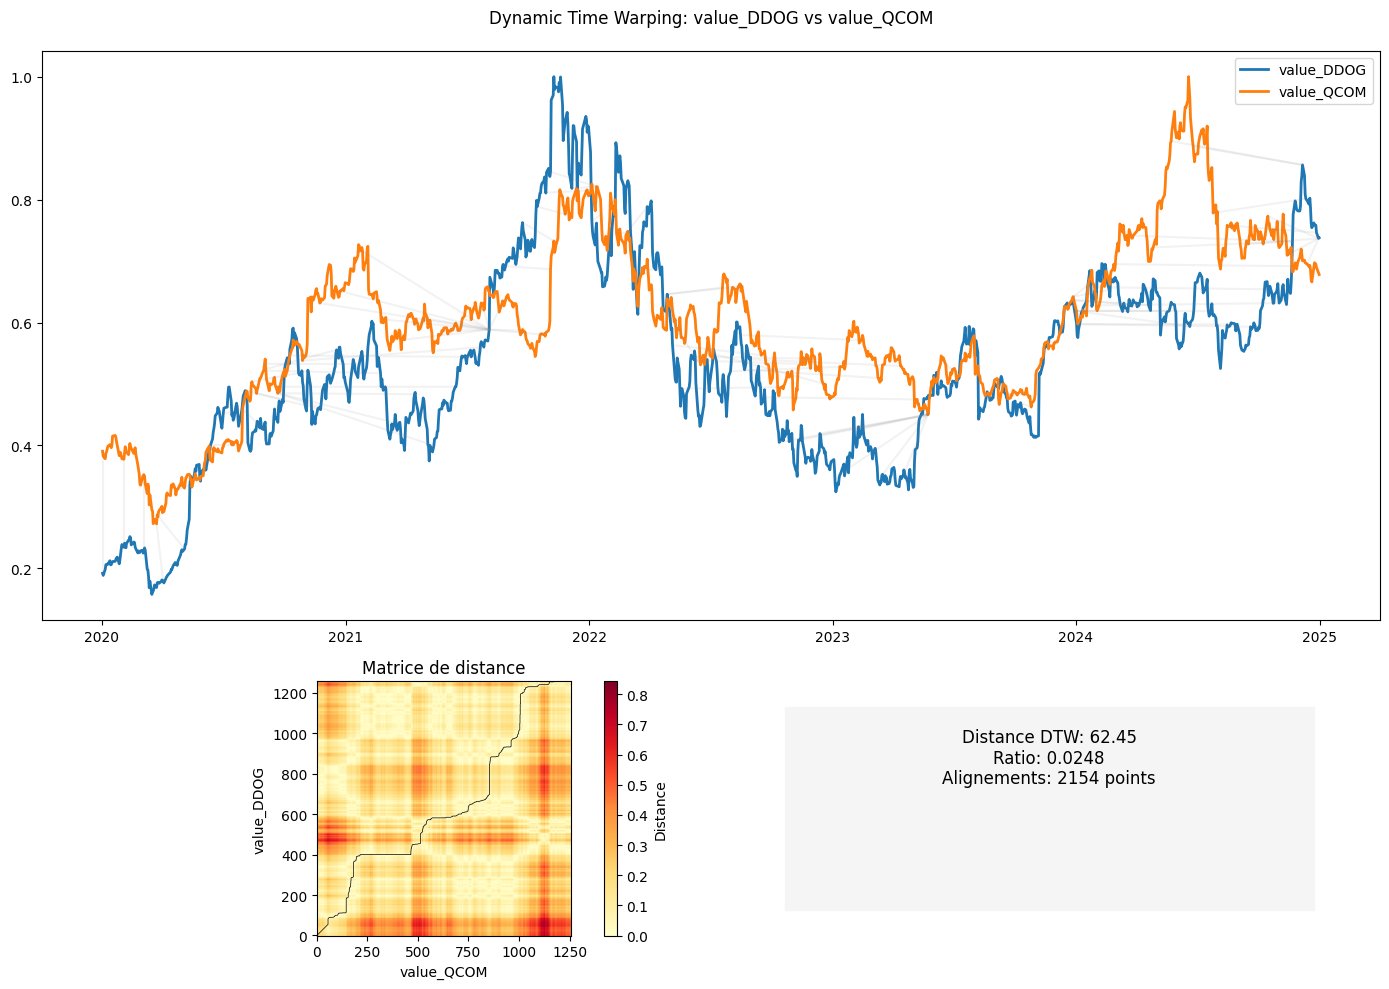 Dynamic Time Warping: value_DDOG vs value_QCOM
value_DDOG
value_QCOM
1.0
0.8
0.6
0.4
0.2
2020 2021 2022 2023 2024 2025
Matrice de distance
value_DDOG
1200
1000
800
600
400
200
0
0 250 500 750 1000 1250
value_QCOM
0.8
0.7
0.6
0.5
0.4
0.3
0.2
0.1
0.0
Distance
Distance DTW: 62.45
Ratio: 0.0248
Alignements: 2154 points